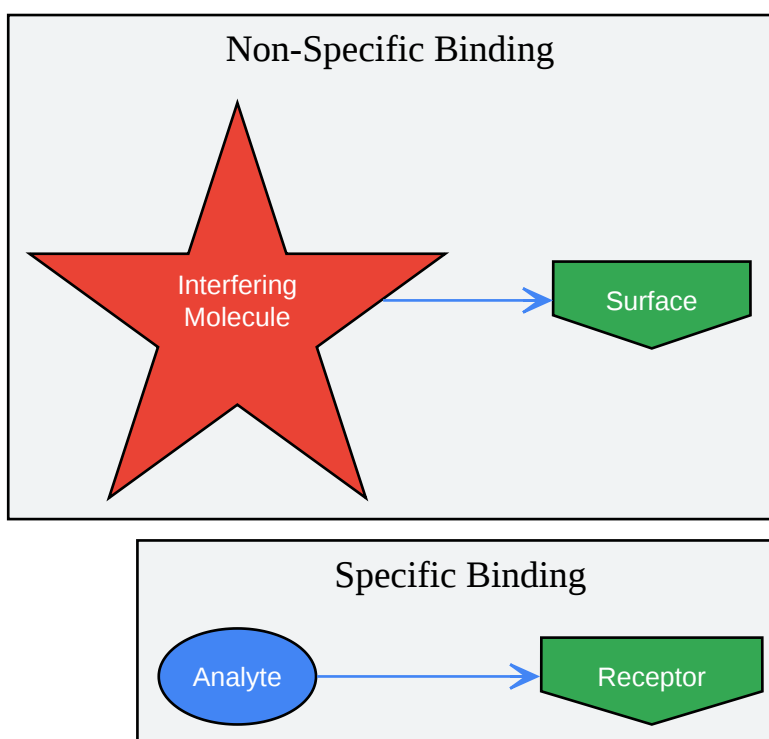 Non-Specific Binding
Interfering
Molecule
Surface
Specific Binding
Analyte
Receptor